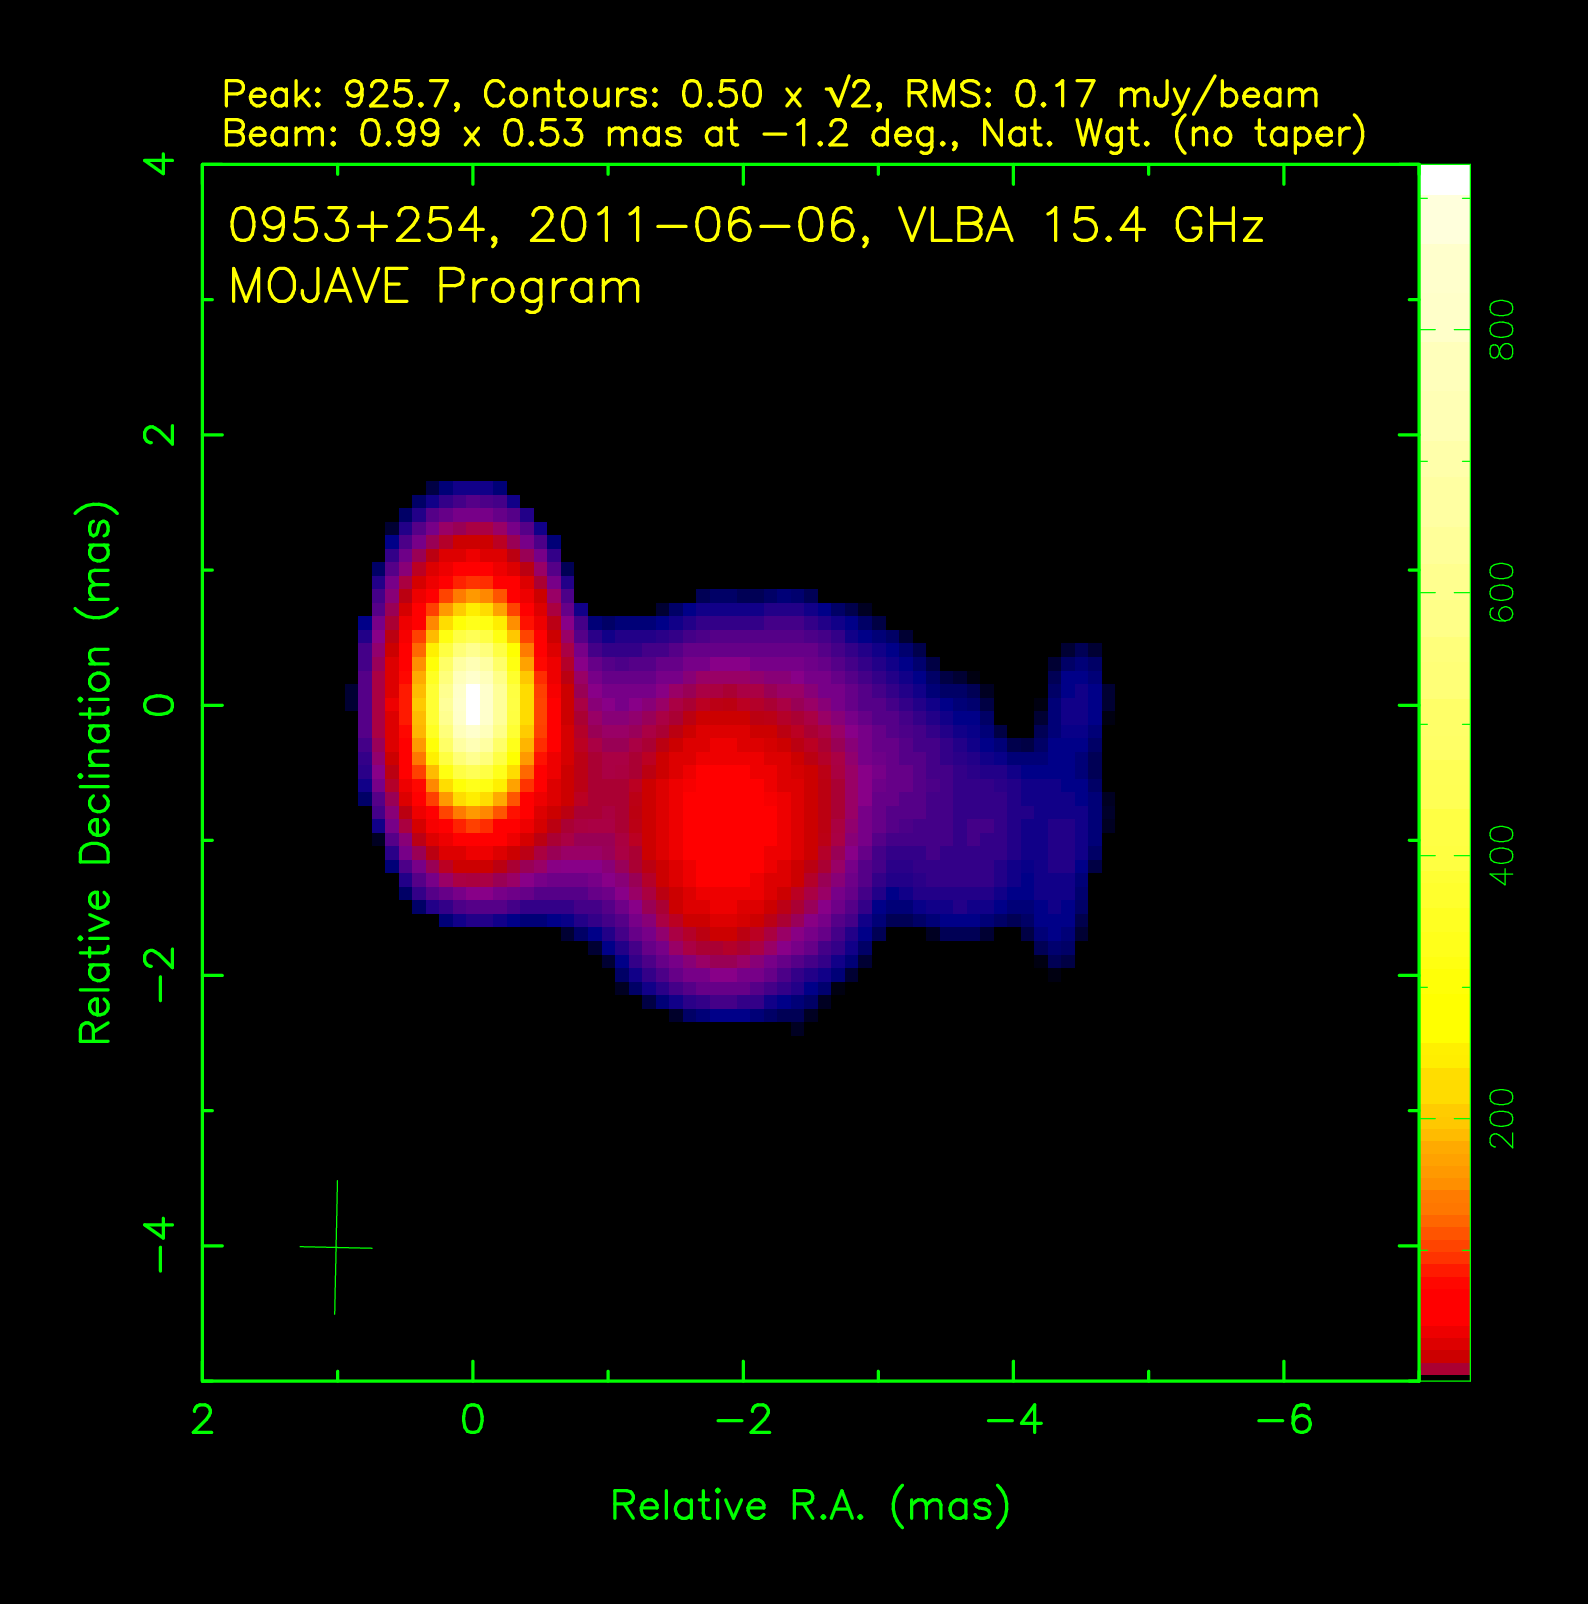 Peak: 925.7, Contours: 0.50 x √2, RMS: 0.17 mJy/beam
Beam: 0.99 x 0.53 mas at −1.2 deg., Nat. Wgt. (no taper)
0953+254, 2011−06−06, VLBA 15.4 GHz
MOJAVE Program
4
2
0
−2
−4
Relative Declination (mas)
800
600
400
200
2 0 −2 −4 −6
Relative R.A. (mas)